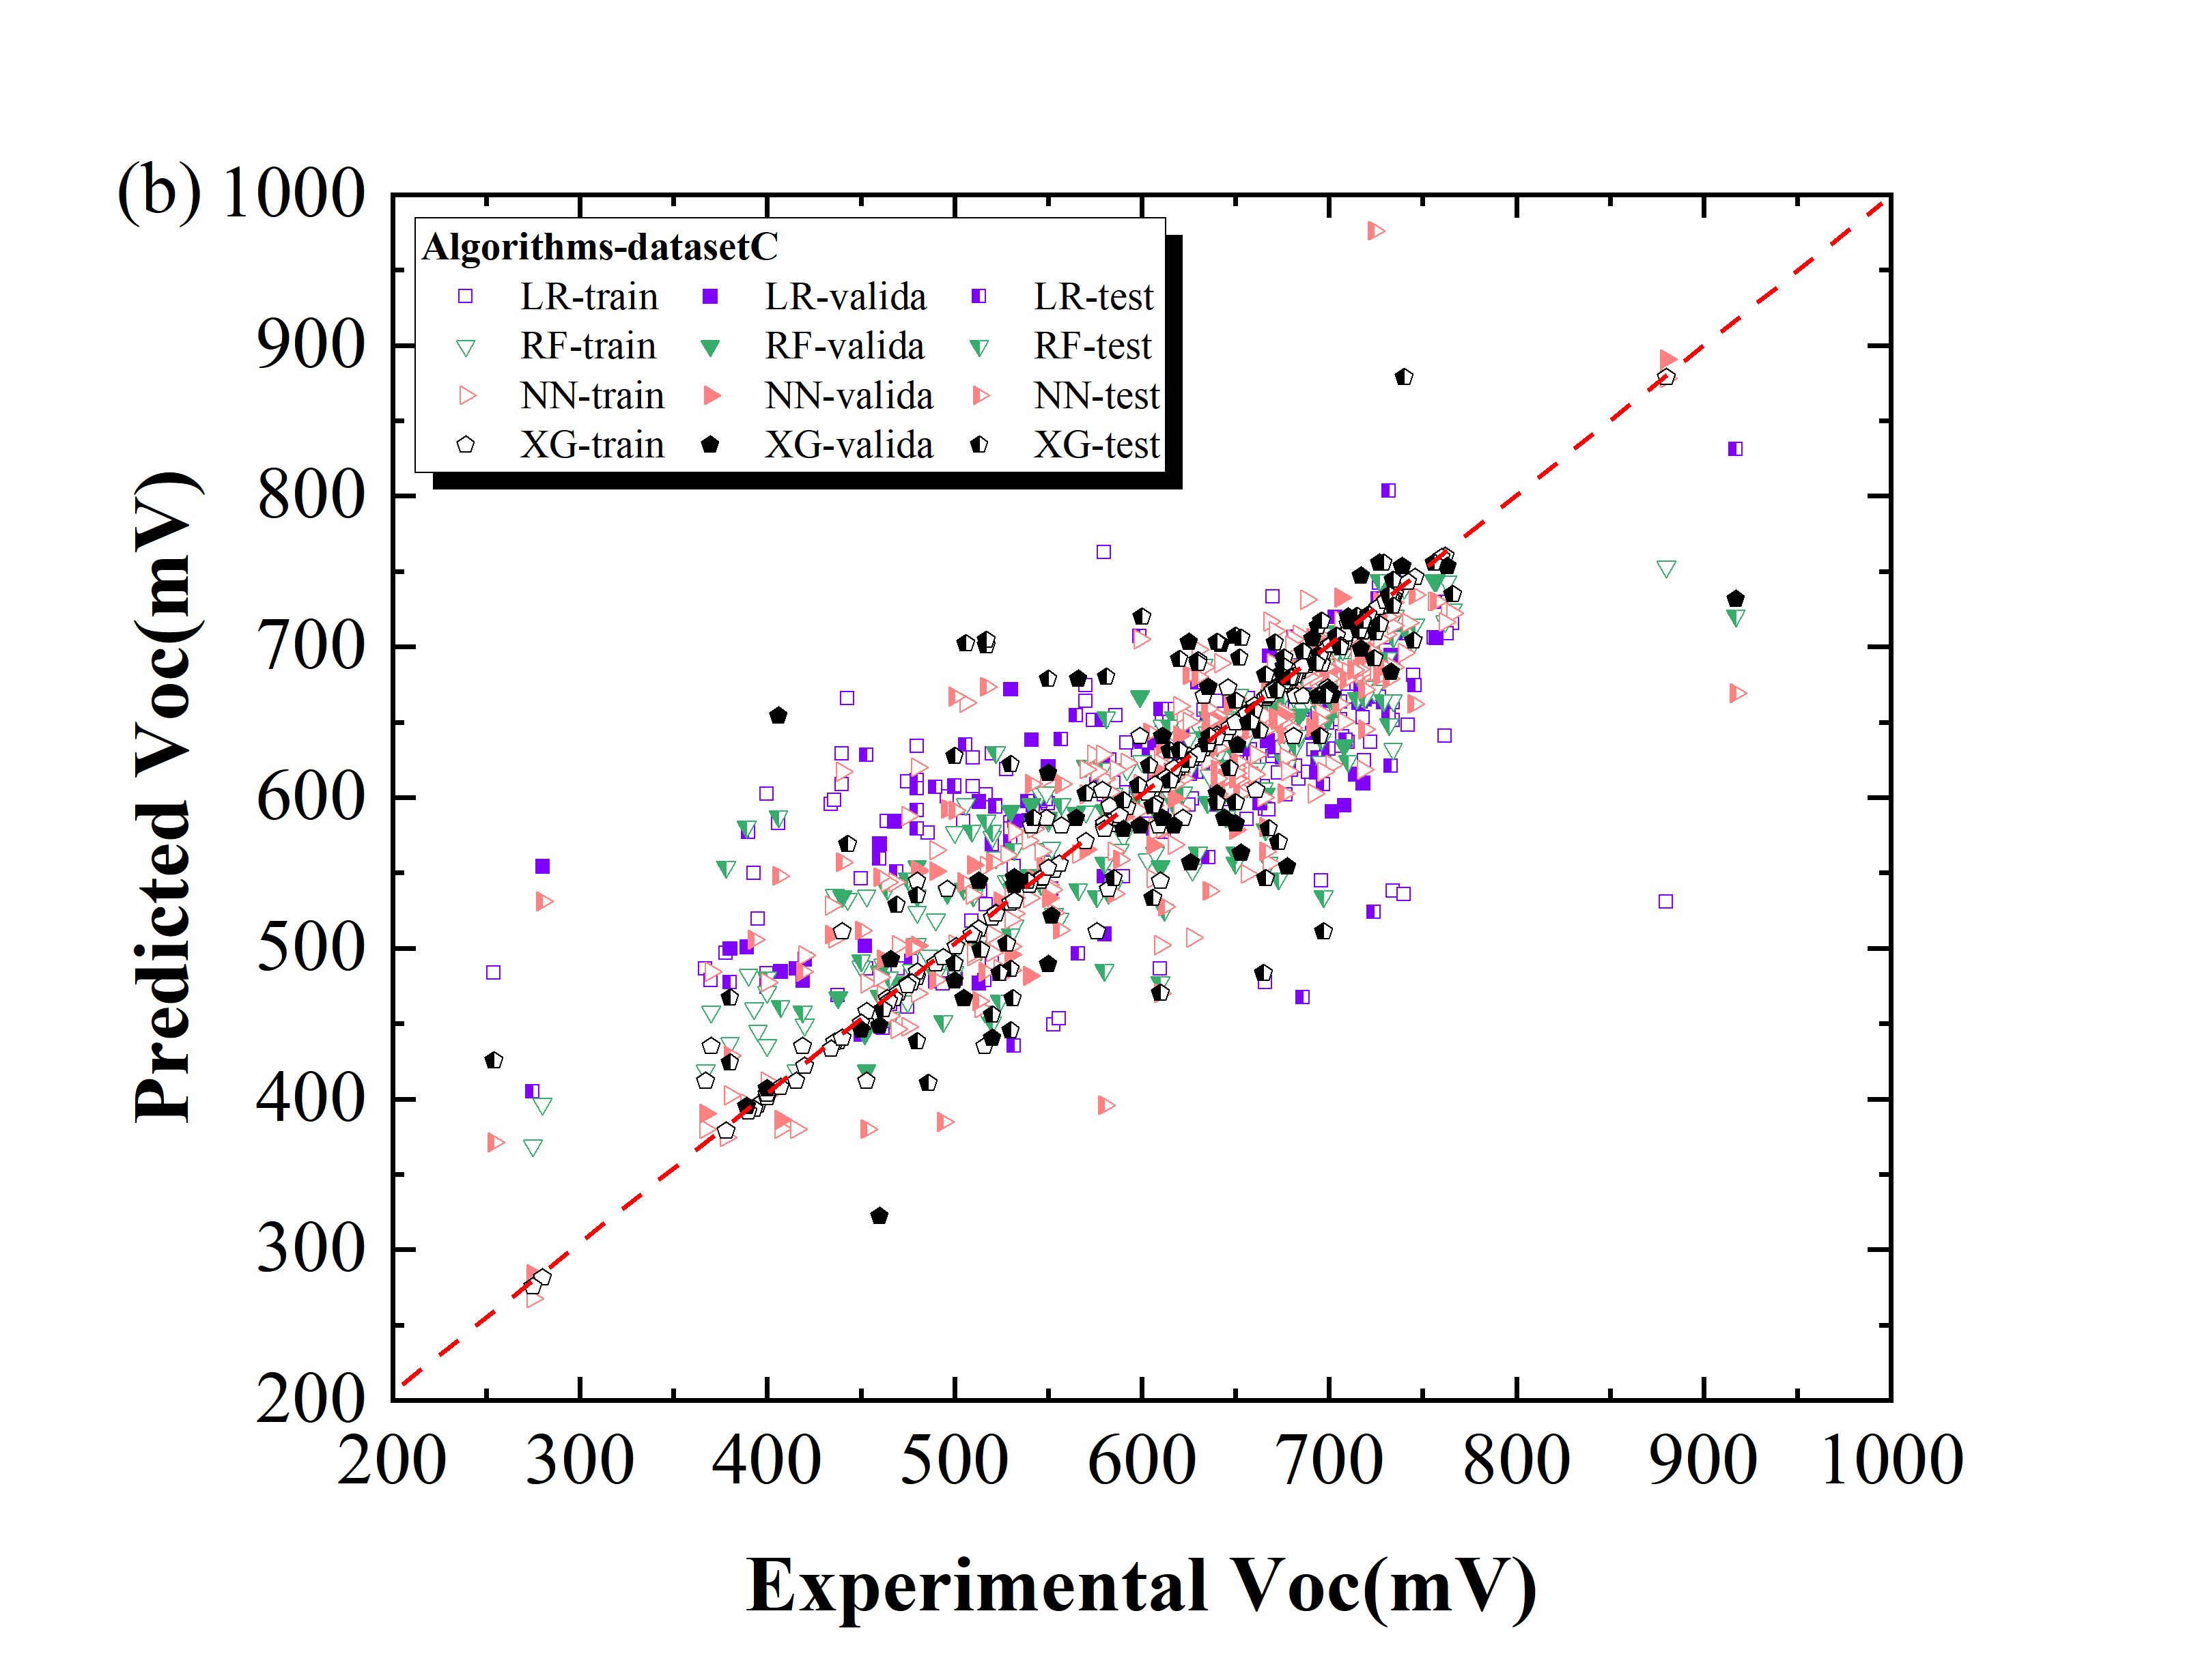 (b)
1000
900
800
700
600
500
400
300
200
Predicted Voc(mV)
Algorithms-datasetC
LR-train LR-valida LR-test
RF-train RF-valida RF-test
NN-train NN-valida NN-test
XG-train XG-valida XG-test
200 300 400 500 600 700 800 900 1000
Experimental Voc(mV)